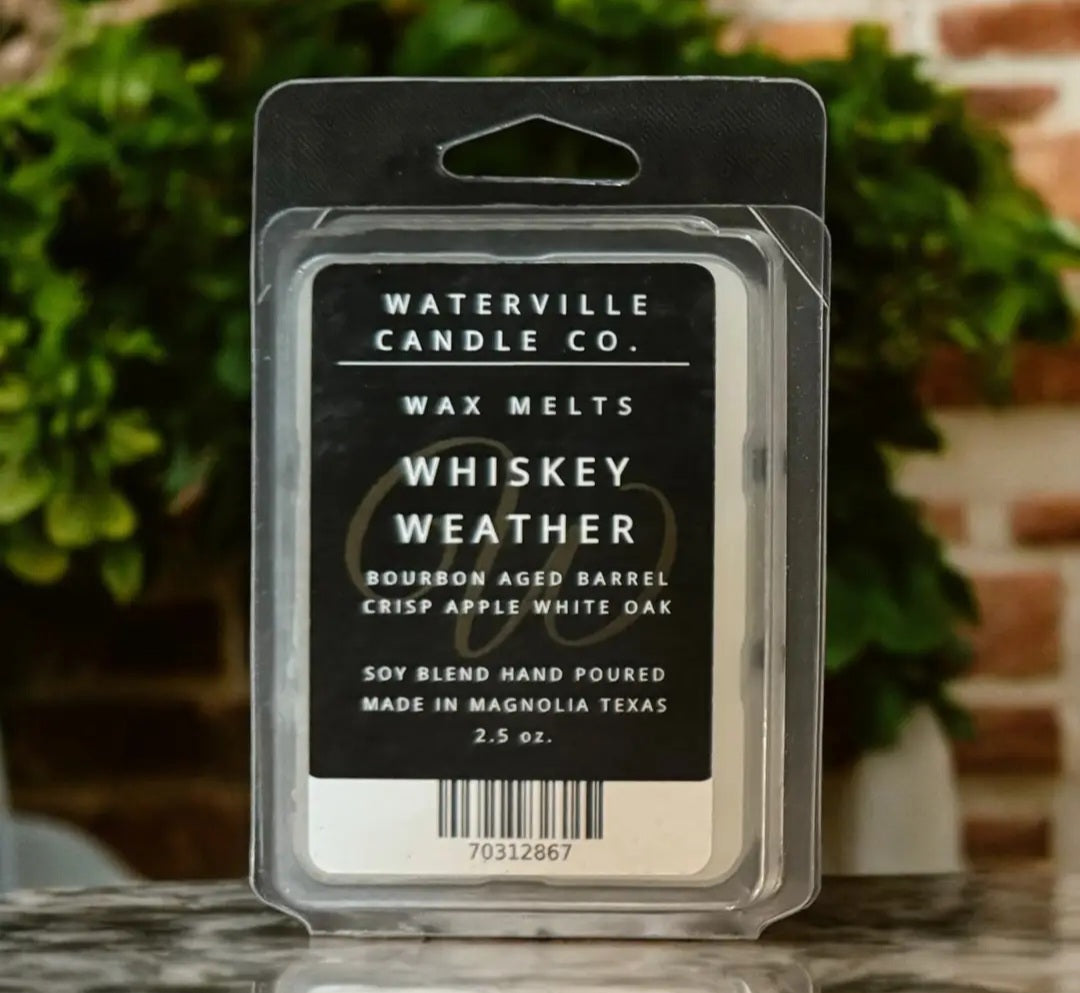 WATERVILLE
CANDLE CO.
WAX MELTS
WHISKEY
WEATHER
BOURBON AGED BARREL
CRISP APPLE WHITE OAK
SOY BLEND HAND POURED
MADE IN MAGNOLIA TEXAS
2.5 oz.
70312867